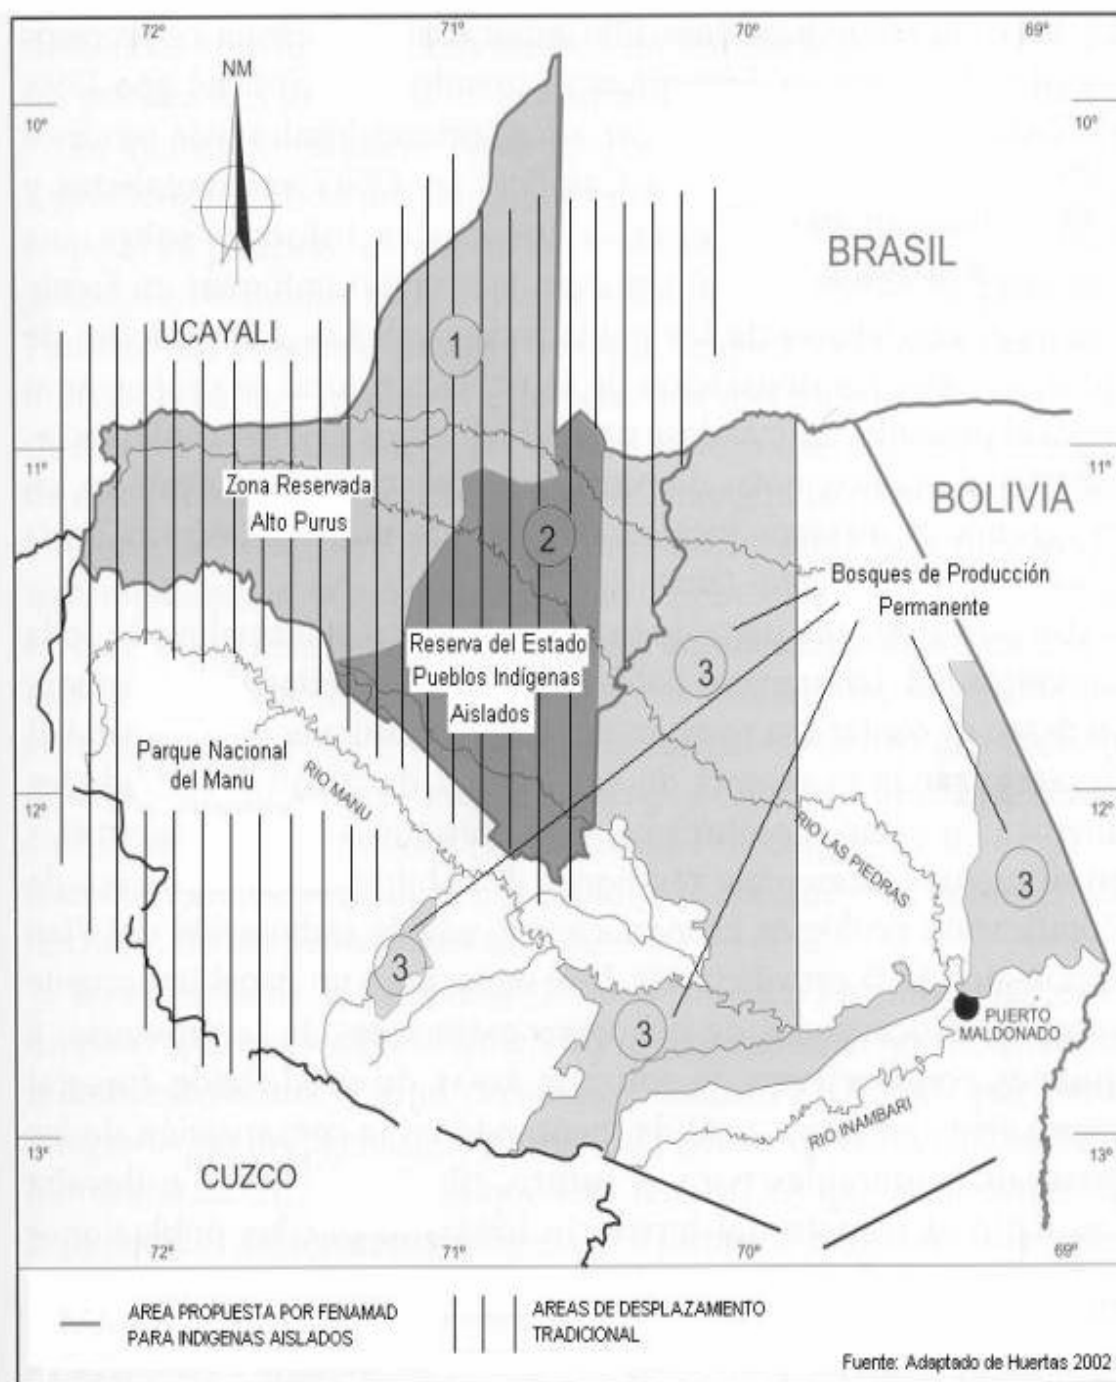 72° 71° 70° 69°
NM
10° 10°
BRASIL
UCAYALI
1
11° 11°
Zona Reservada
Alto Purus
BOLIVIA
2
Bosques de Producción
Permanente
Reserva del Estado
Pueblos Indígenas
Aislados
3
Parque Nacional
del Manu
RIO MANU
12° 12°
RIO LAS PIEDRAS
3
3
3
PUERTO
MALDONADO
RIO INAMBARI
13° 13°
CUZCO
72° 71° 70° 69°
AREA PROPUESTA POR FENAMAD
PARA INDIGENAS AISLADOS
AREAS DE DESPLAZAMIENTO
TRADICIONAL
Fuente: Adaptado de Huertas 2002